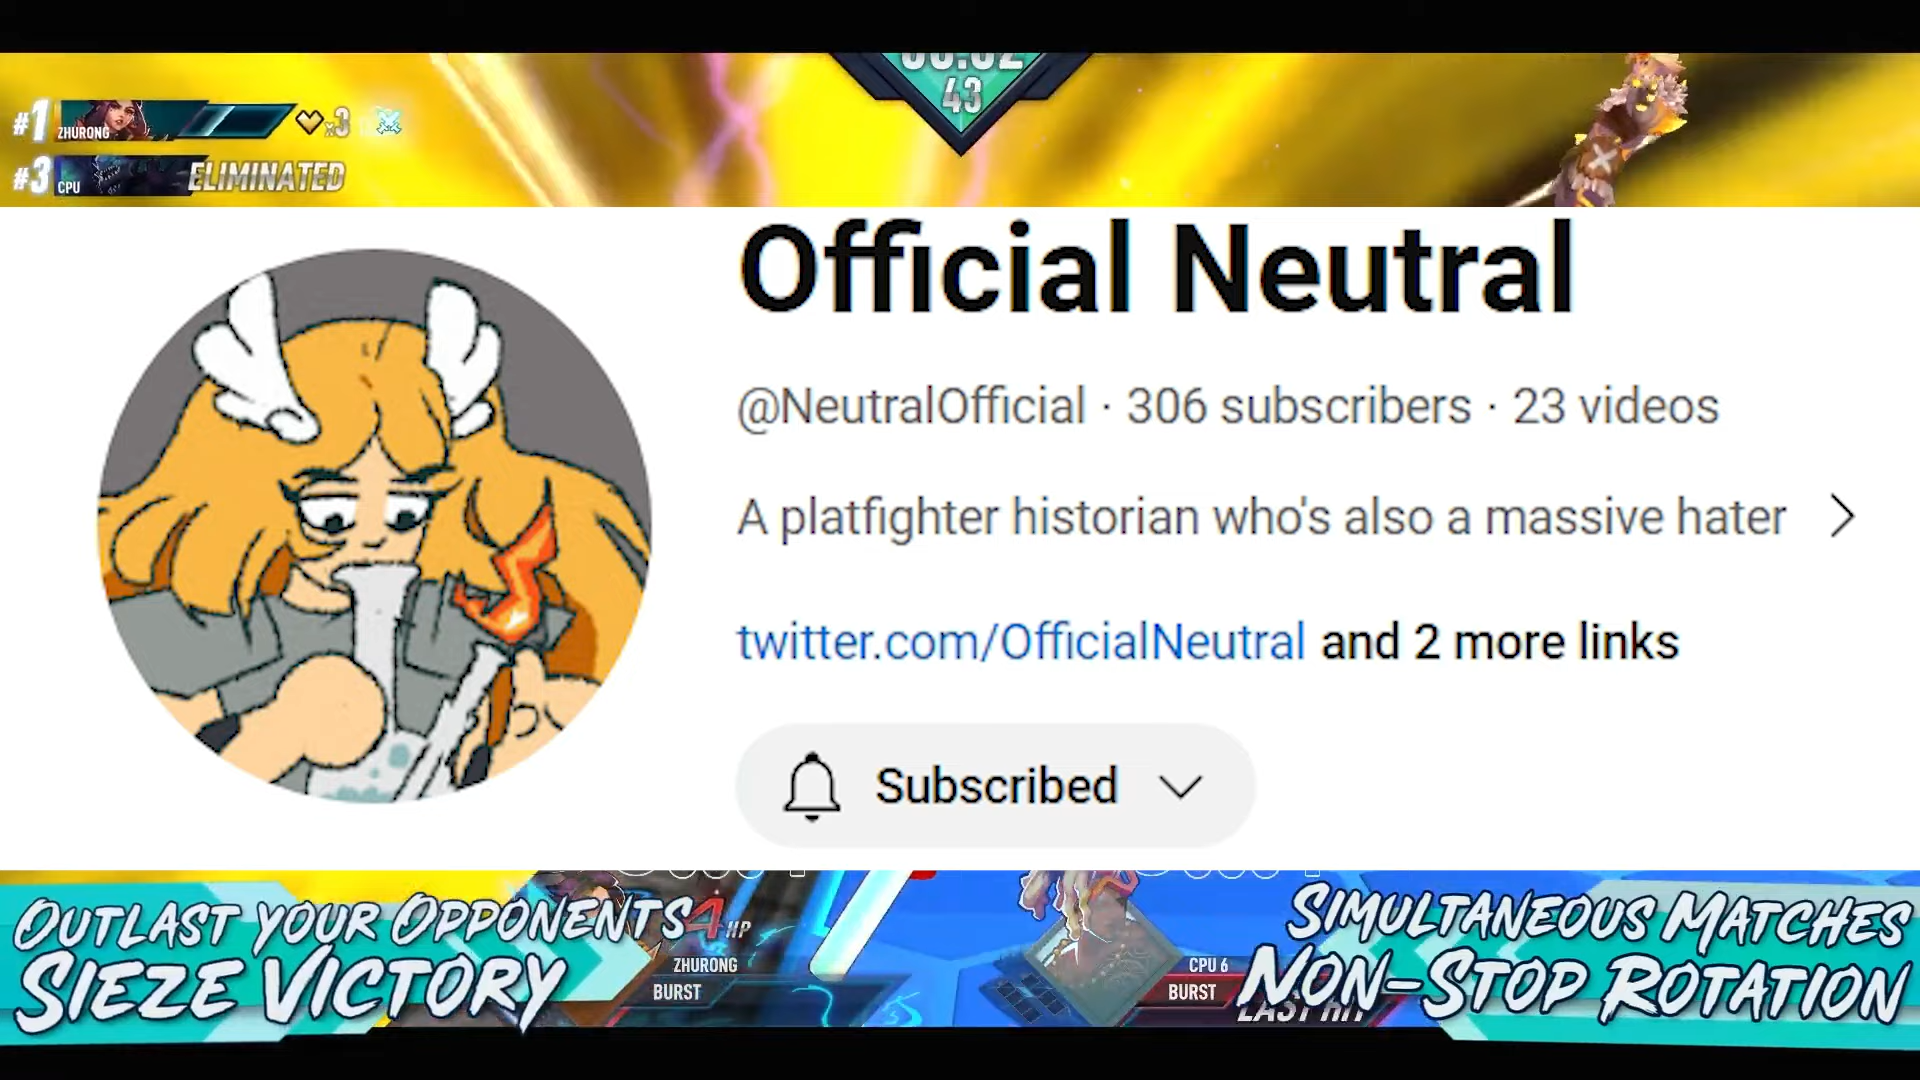 43
#1 ZHURONG x3
#3 CPU ELIMINATED
Official Neutral
@NeutralOfficial · 306 subscribers · 23 videos
A platfighter historian who's also a massive hater
twitter.com/OfficialNeutral and 2 more links
Subscribed
OUTLAST YOUR OPPONENTS
SIEZE VICTORY
4 HP
ZHURONG
BURST
CPU 6
BURST
LAST HIT
SIMULTANEOUS MATCHES
NON-STOP ROTATION